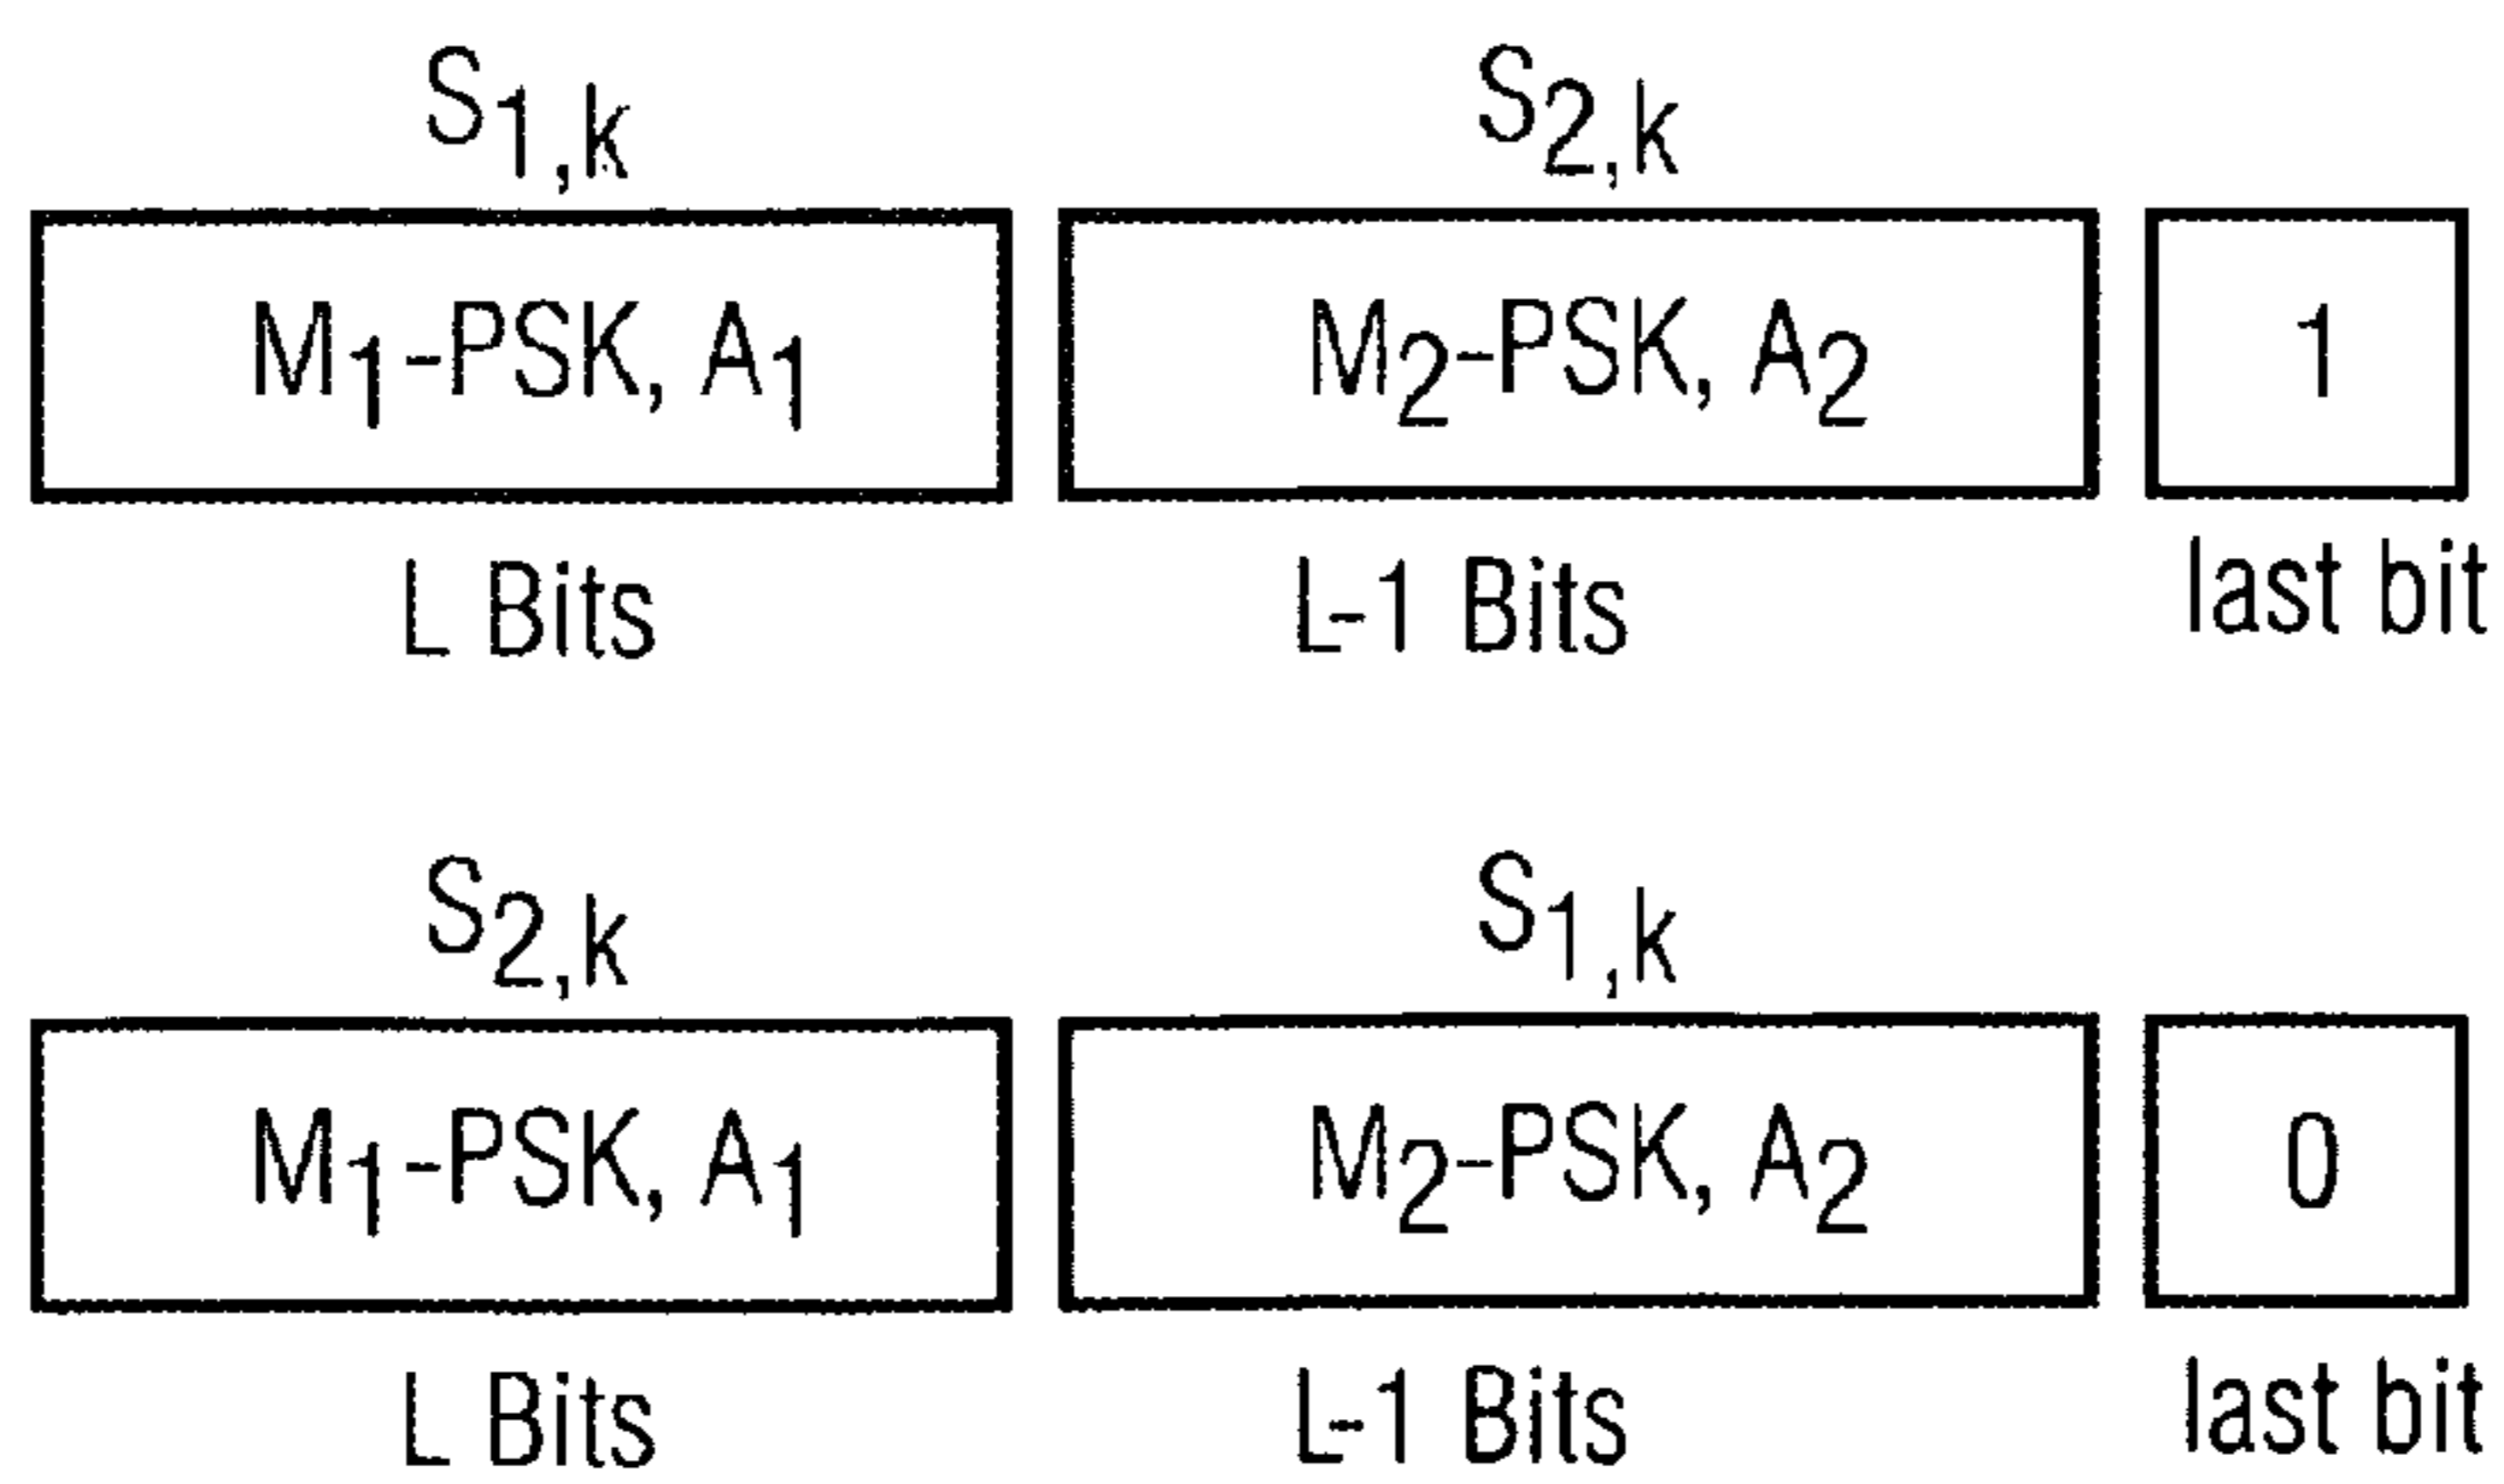 S1,k S2,k
M1-PSK, A1 M2-PSK, A2 1
L Bits L-1 Bits last bit
S2,k S1,k
M1-PSK, A1 M2-PSK, A2 0
L Bits L-1 Bits last bit